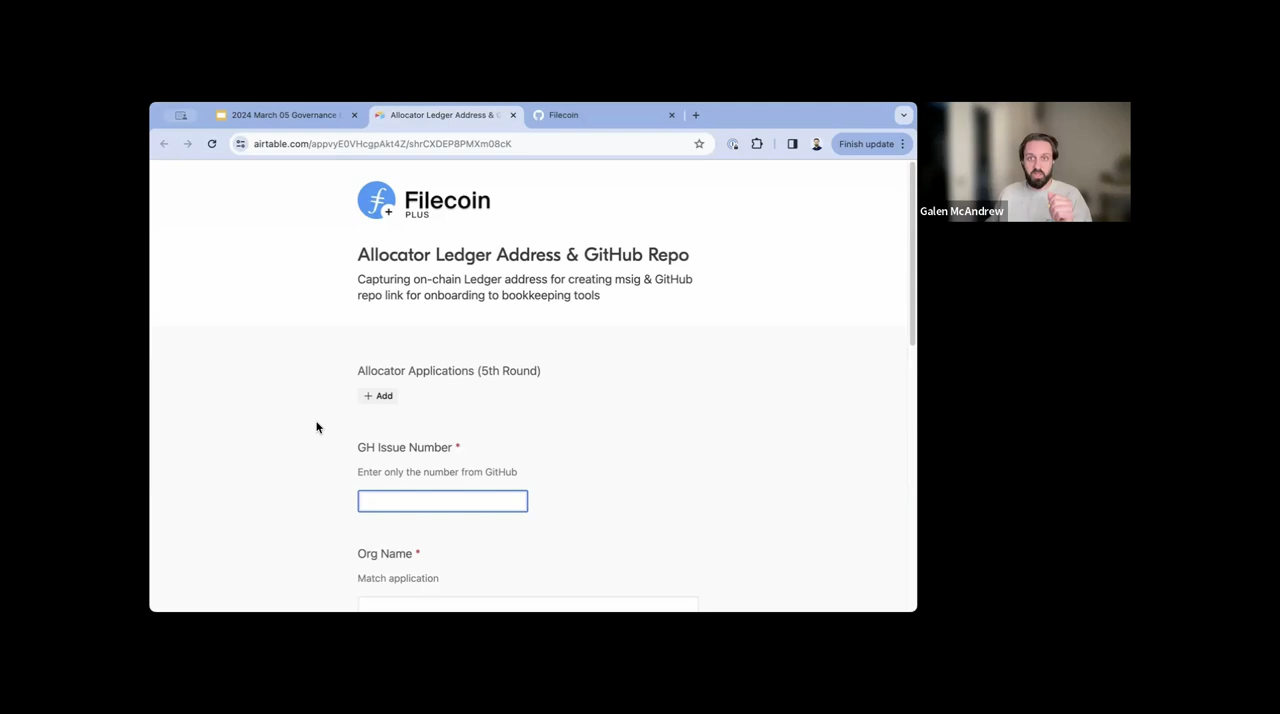 2024 March 05 Governance
Allocator Ledger Address &
Filecoin
airtable.com/appvyE0VHcgpAkt4Z/shrCXDEP8PMXm08cK
Finish update
Filecoin
PLUS
Allocator Ledger Address & GitHub Repo
Capturing on-chain Ledger address for creating msig & GitHub
repo link for onboarding to bookkeeping tools
Allocator Applications (5th Round)
+ Add
GH Issue Number *
Enter only the number from GitHub
Org Name *
Match application
Galen McAndrew